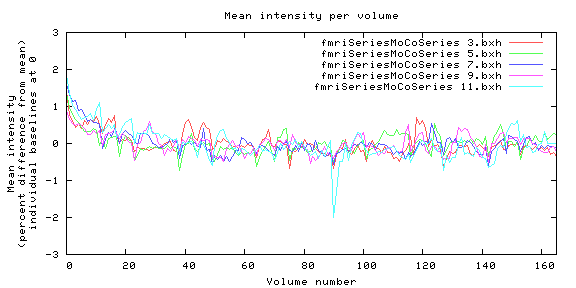 Mean intensity per volume
fmriSeriesMoCoSeries 3.bxh
fmriSeriesMoCoSeries 5.bxh
fmriSeriesMoCoSeries 7.bxh
fmriSeriesMoCoSeries 9.bxh
fmriSeriesMoCoSeries 11.bxh
Mean intensity
(percent difference from mean)
individual baselines at 0
3
2
1
0
-1
-2
-3
0 20 40 60 80 100 120 140 160
Volume number